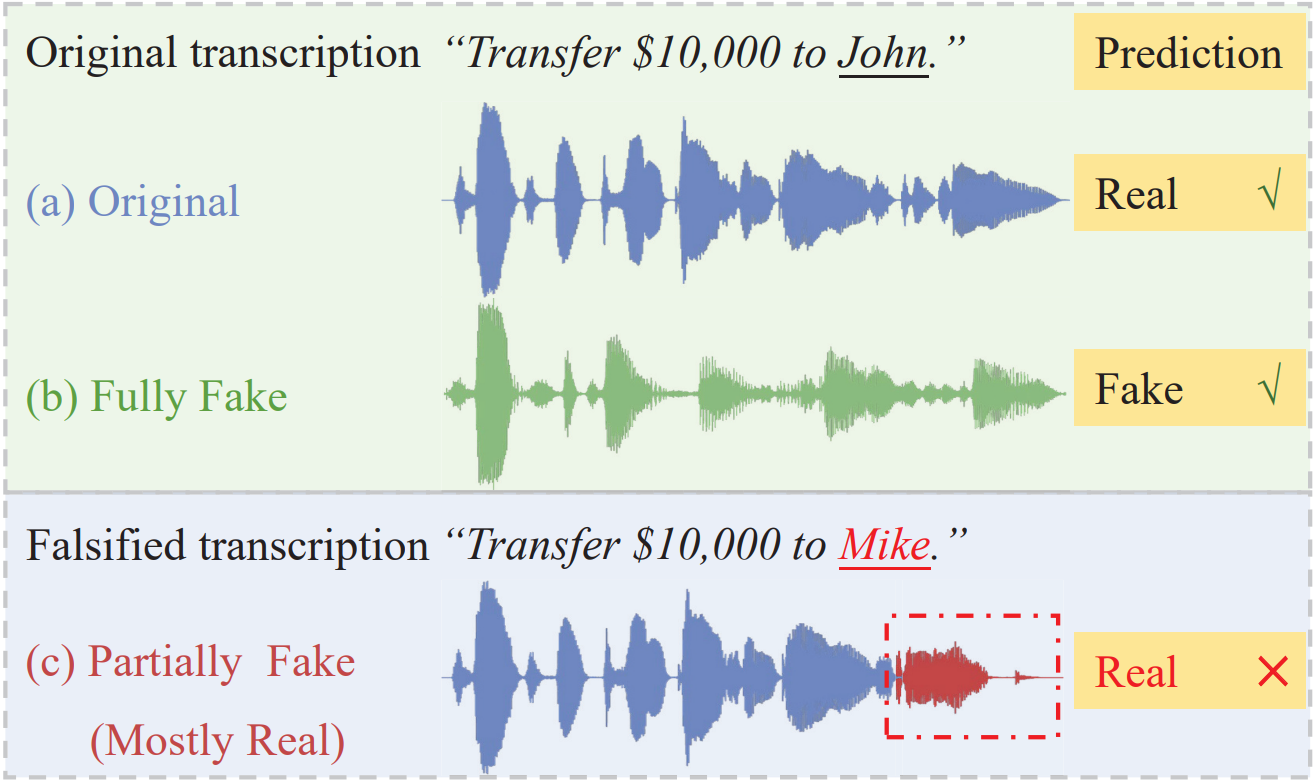 Original transcription “Transfer $10,000 to John.” Prediction
(a) Original Real √
(b) Fully Fake Fake √
Falsified transcription “Transfer $10,000 to Mike.”
(c) Partially Fake Real ×
(Mostly Real)